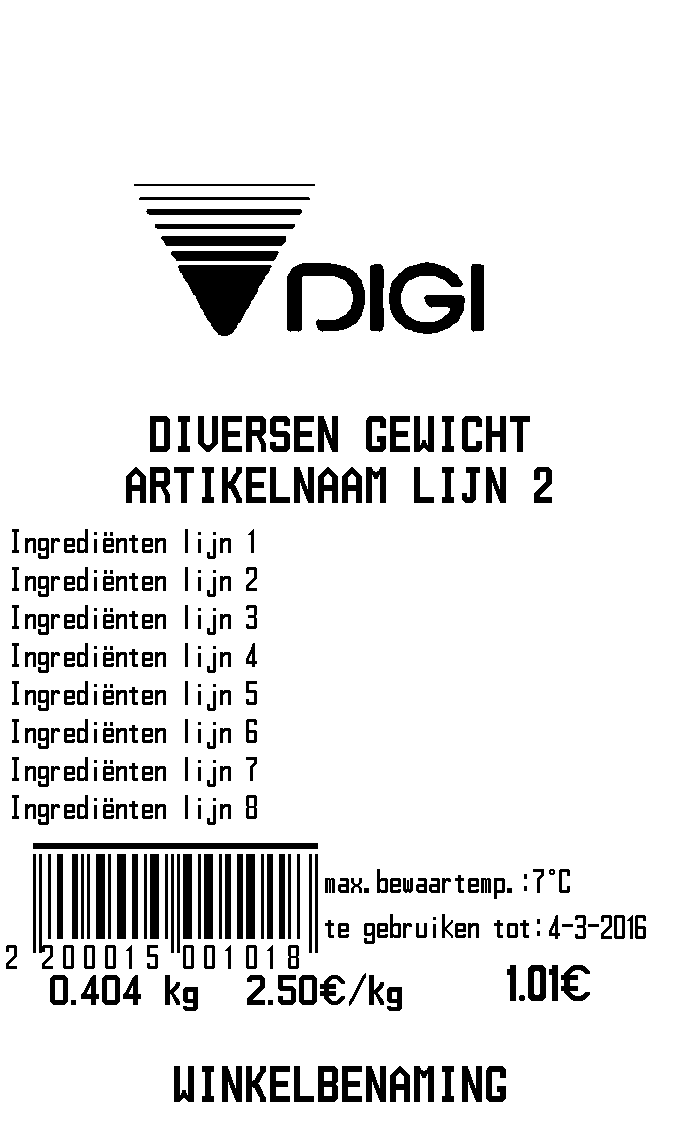 DIGI
DIVERSEN GEWICHT
ARTIKELNAAM LIJN 2
Ingrediënten lijn 1
Ingrediënten lijn 2
Ingrediënten lijn 3
Ingrediënten lijn 4
Ingrediënten lijn 5
Ingrediënten lijn 6
Ingrediënten lijn 7
Ingrediënten lijn 8
max.bewaartemp.:7°C
te gebruiken tot:4-3-2016
2 200015 001018
0.404 kg 2.50€/kg 1.01€
WINKELBENAMING